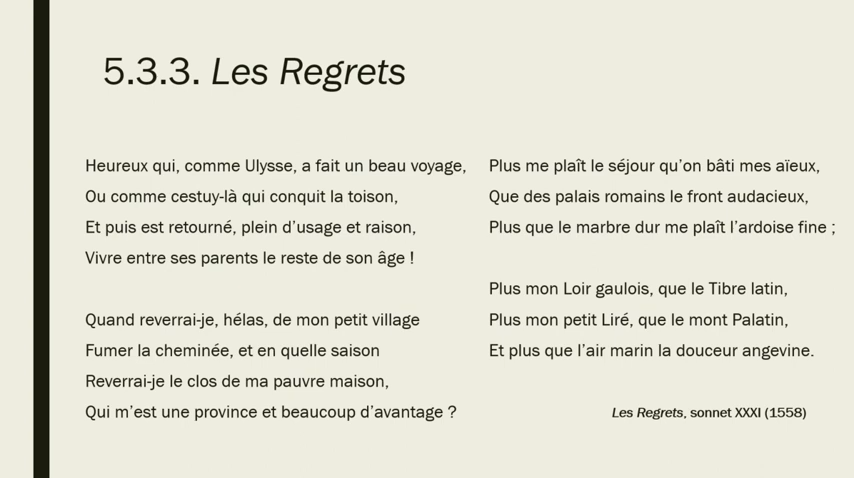 5.3.3. Les Regrets
Heureux qui, comme Ulysse, a fait un beau voyage,
Ou comme cestuy-là qui conquit la toison,
Et puis est retourné, plein d’usage et raison,
Vivre entre ses parents le reste de son âge !
Quand reverrai-je, hélas, de mon petit village
Fumer la cheminée, et en quelle saison
Reverrai-je le clos de ma pauvre maison,
Qui m’est une province et beaucoup d’avantage ?
Plus me plaît le séjour qu’on bâti mes aïeux,
Que des palais romains le front audacieux,
Plus que le marbre dur me plaît l’ardoise fine ;
Plus mon Loir gaulois, que le Tibre latin,
Plus mon petit Liré, que le mont Palatin,
Et plus que l’air marin la douceur angevine.
Les Regrets, sonnet XXXI (1558)